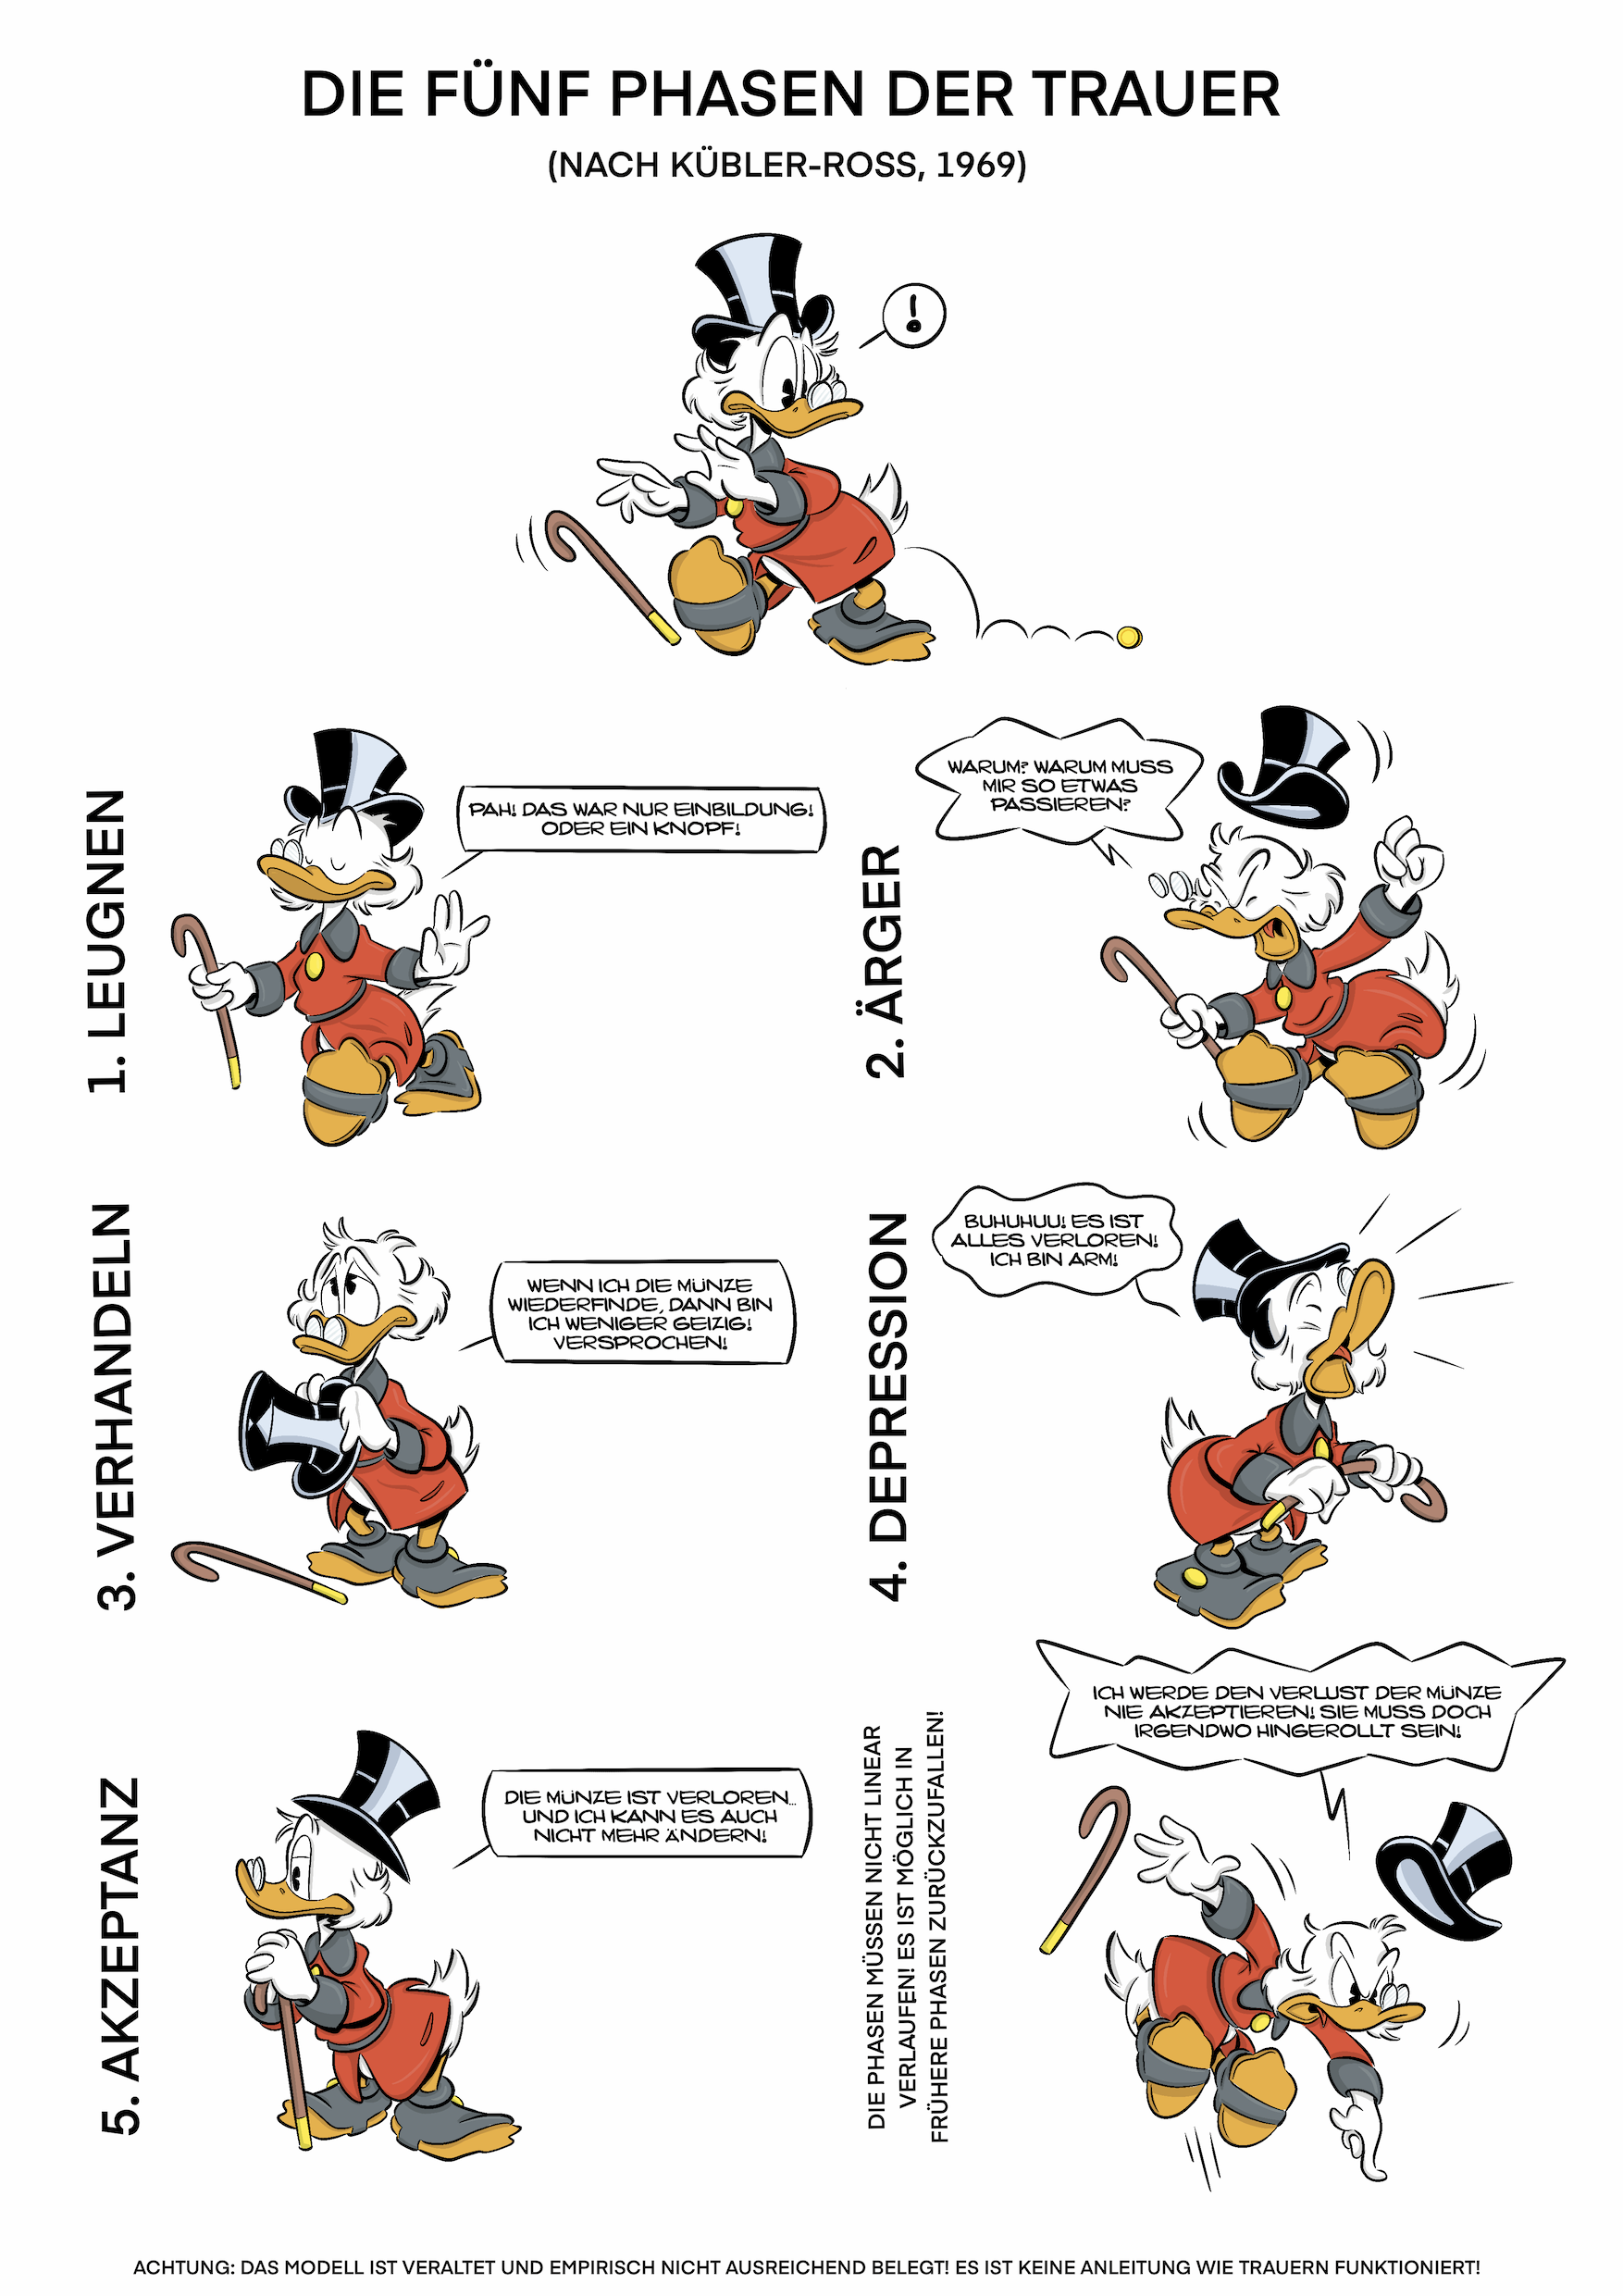 DIE FÜNF PHASEN DER TRAUER
(NACH KÜBLER-ROSS, 1969)
!
1. LEUGNEN
PAH! DAS WAR NUR EINBILDUNG!
ODER EIN KNOPF!
2. ÄRGER
WARUM? WARUM MUSS
MIR SO ETWAS
PASSIEREN?
3. VERHANDELN
WENN ICH DIE MÜNZE
WIEDERFINDE, DANN BIN
ICH WENIGER GEIZIG!
VERSPROCHEN!
4. DEPRESSION
BUHUHUU! ES IST
ALLES VERLOREN!
ICH BIN ARM!
5. AKZEPTANZ
DIE MÜNZE IST VERLOREN...
UND ICH KANN ES AUCH
NICHT MEHR ÄNDERN!
DIE PHASEN MÜSSEN NICHT LINEAR
VERLAUFEN! ES IST MÖGLICH IN
FRÜHERE PHASEN ZURÜCKZUFALLEN!
ICH WERDE DEN VERLUST DER MÜNZE
NIE AKZEPTIEREN! SIE MUSS DOCH
IRGENDWO HINGEROLLT SEIN!
ACHTUNG: DAS MODELL IST VERALTET UND EMPIRISCH NICHT AUSREICHEND BELEGT! ES IST KEINE ANLEITUNG WIE TRAUERN FUNKTIONIERT!